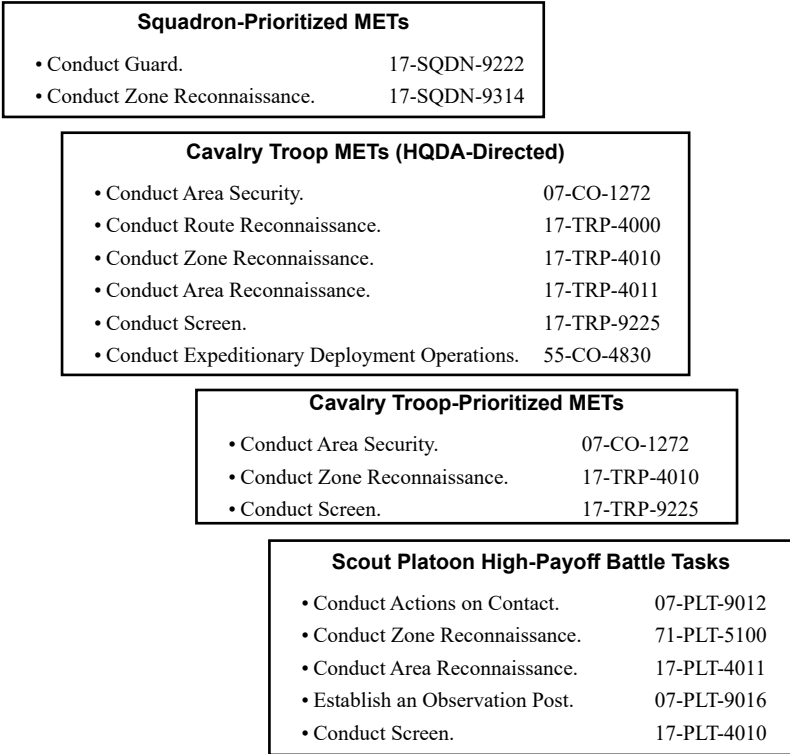 Squadron-Prioritized METs
• Conduct Guard. 17-SQDN-9222
• Conduct Zone Reconnaissance. 17-SQDN-9314
Cavalry Troop METs (HQDA-Directed)
• Conduct Area Security. 07-CO-1272
• Conduct Route Reconnaissance. 17-TRP-4000
• Conduct Zone Reconnaissance. 17-TRP-4010
• Conduct Area Reconnaissance. 17-TRP-4011
• Conduct Screen. 17-TRP-9225
• Conduct Expeditionary Deployment Operations. 55-CO-4830
Cavalry Troop-Prioritized METs
• Conduct Area Security. 07-CO-1272
• Conduct Zone Reconnaissance. 17-TRP-4010
• Conduct Screen. 17-TRP-9225
Scout Platoon High-Payoff Battle Tasks
• Conduct Actions on Contact. 07-PLT-9012
• Conduct Zone Reconnaissance. 71-PLT-5100
• Conduct Area Reconnaissance. 17-PLT-4011
• Establish an Observation Post. 07-PLT-9016
• Conduct Screen. 17-PLT-4010